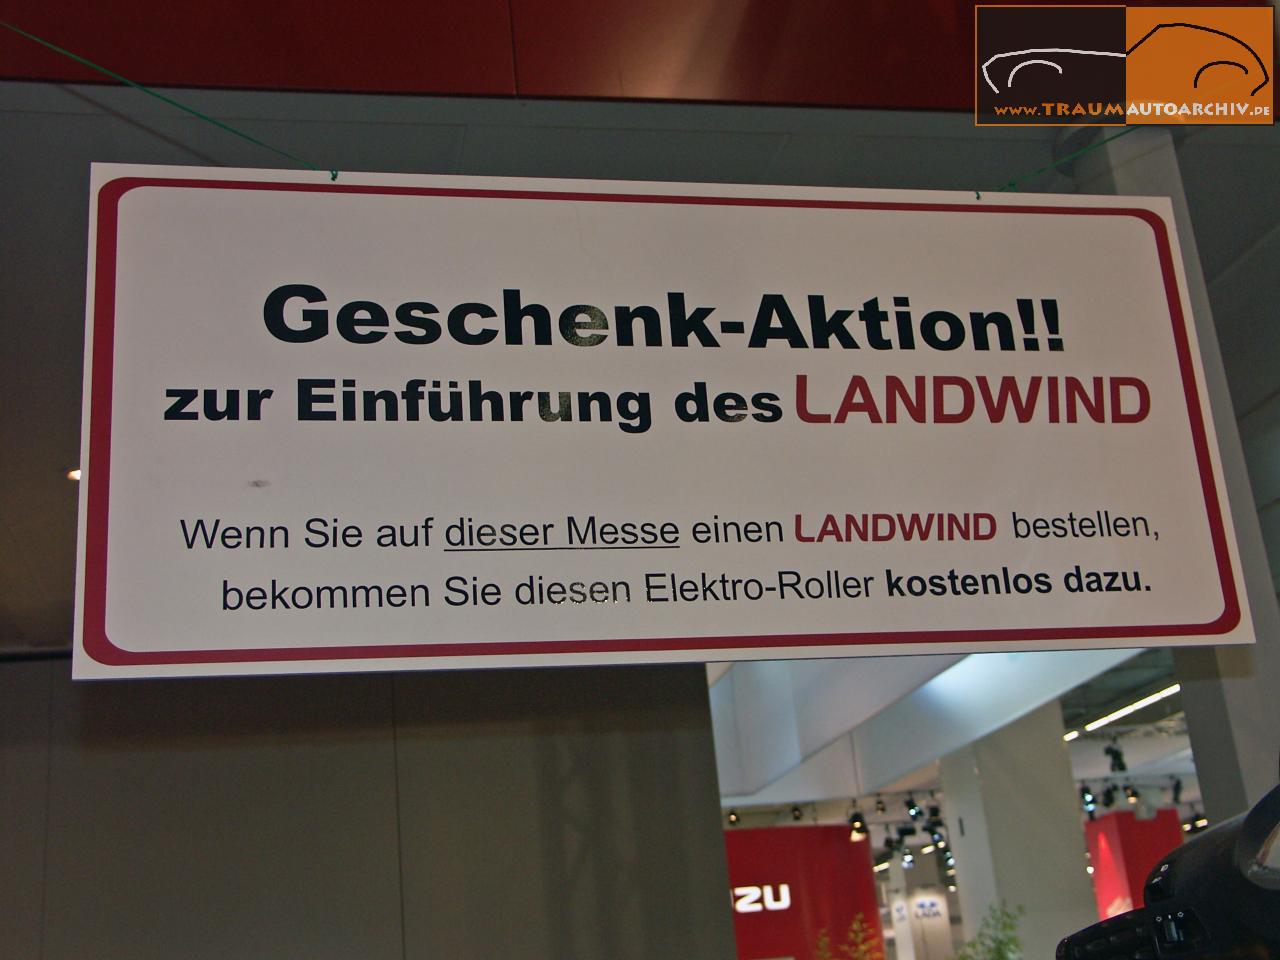 www.TRAUMAUTOARCHIV.DE
Geschenk-Aktion!!
zur Einführung des LANDWIND
Wenn Sie auf dieser Messe einen LANDWIND bestellen,
bekommen Sie diesen Elektro-Roller kostenlos dazu.
ZU
LADA